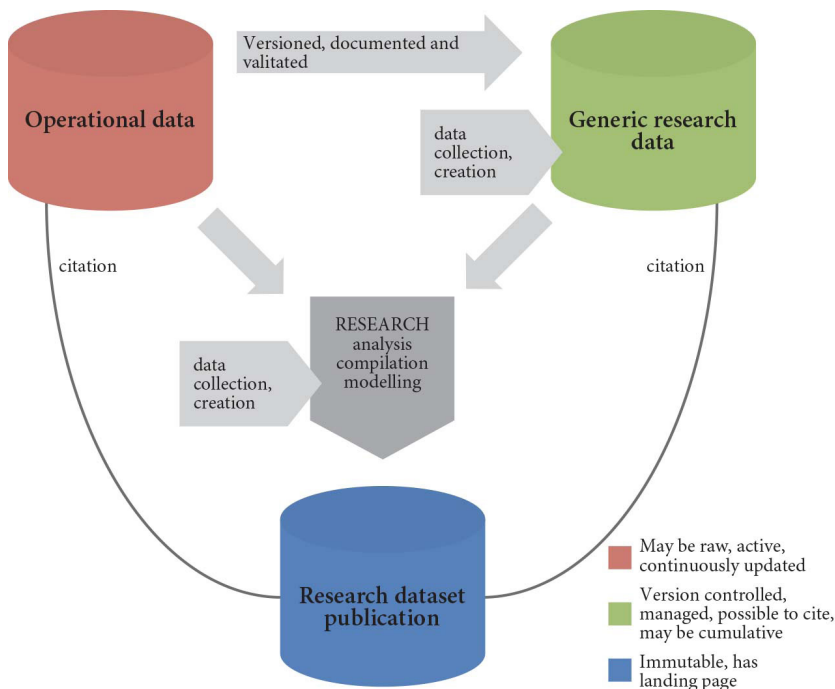 Versioned, documented and
valitated
Operational data
Generic research
data
data
collection,
creation
citation
citation
RESEARCH
analysis
compilation
modelling
data
collection,
creation
Research dataset
publication
May be raw, active,
continuously updated
Version controlled,
managed, possible to cite,
may be cumulative
Immutable, has
landing page